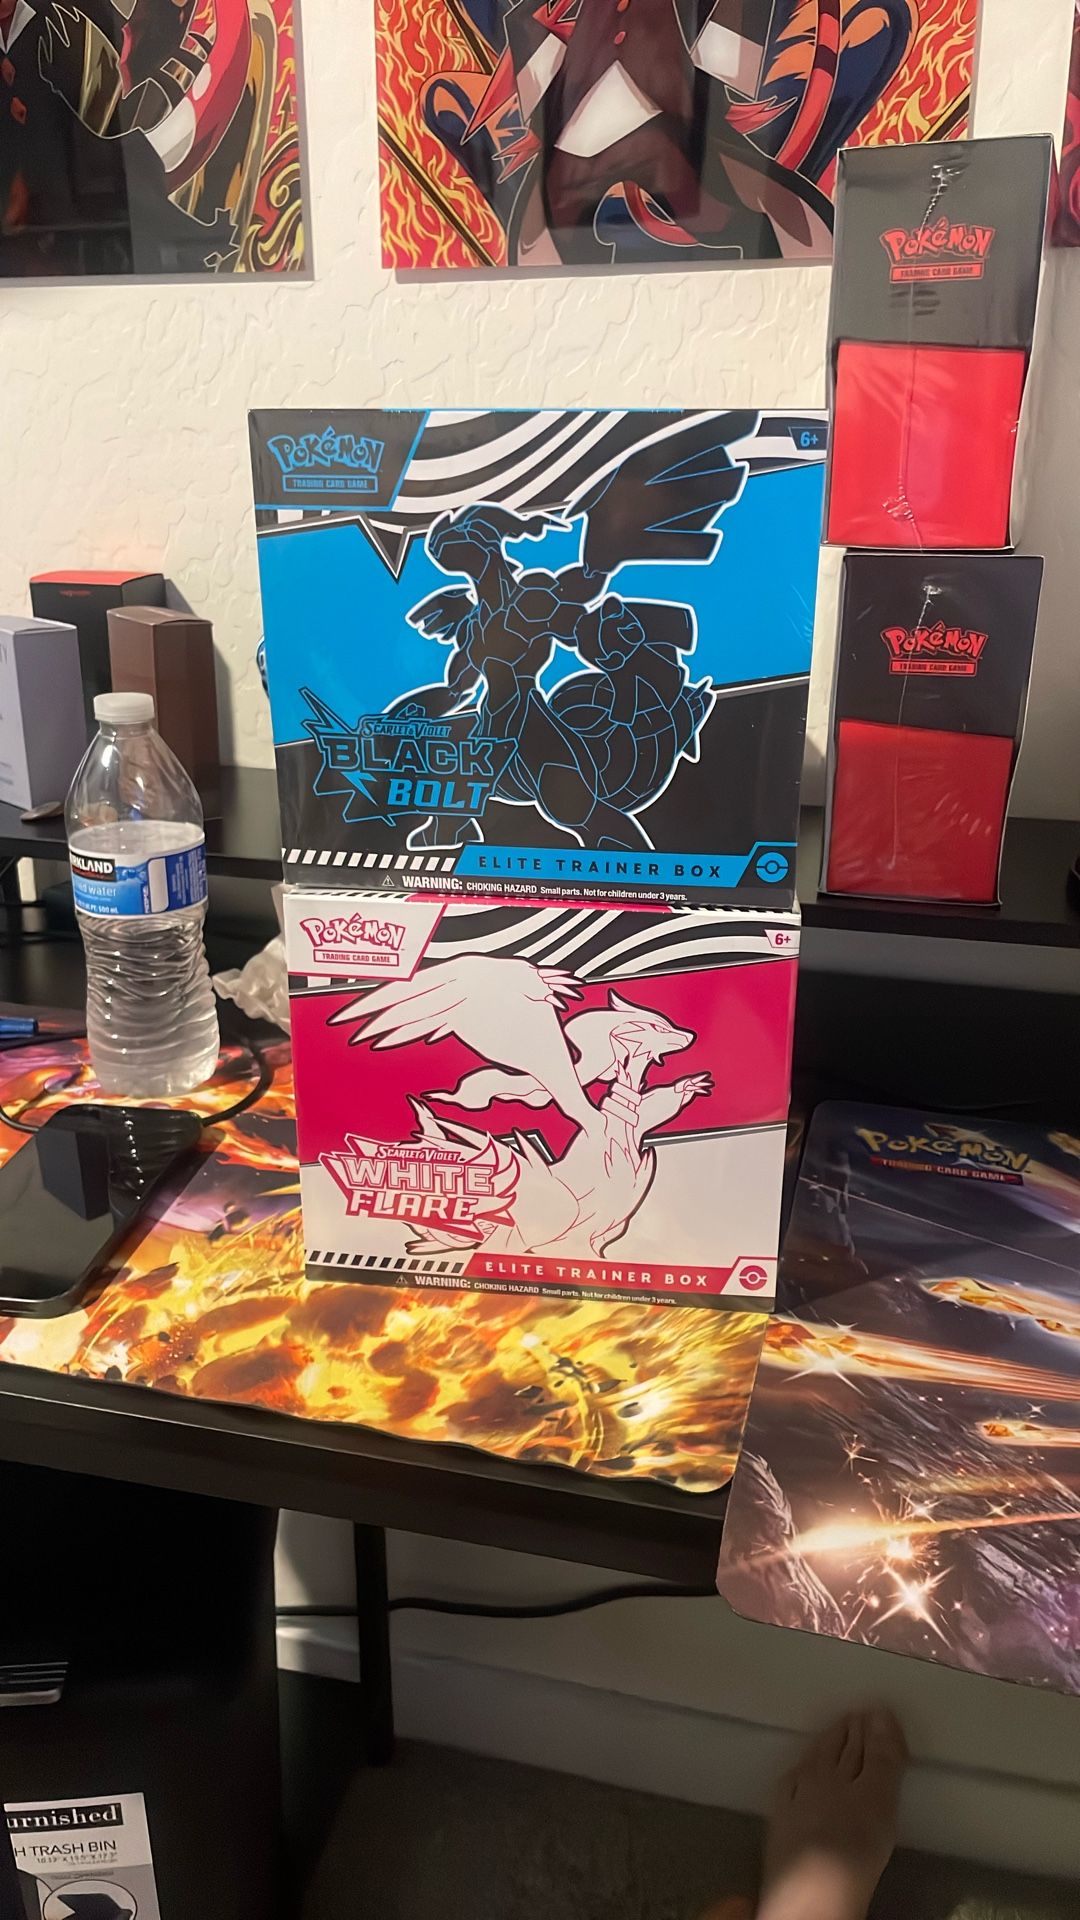 POKéMON
TRADING CARD GAME
POKéMON
TRADING CARD GAME
6+
POKéMON
TRADING CARD GAME
SCARLET & VIOLET
BLACK
BOLT
ELITE TRAINER BOX
WARNING: CHOKING HAZARD Small parts. Not for children under 3 years.
POKéMON
TRADING CARD GAME
6+
SCARLET & VIOLET
WHITE
FLARE
ELITE TRAINER BOX
WARNING: CHOKING HAZARD Small parts. Not for children under 3 years.
RKLAND
water
POKéMON
TRADING CARD GAME
urnished
H TRASH BIN